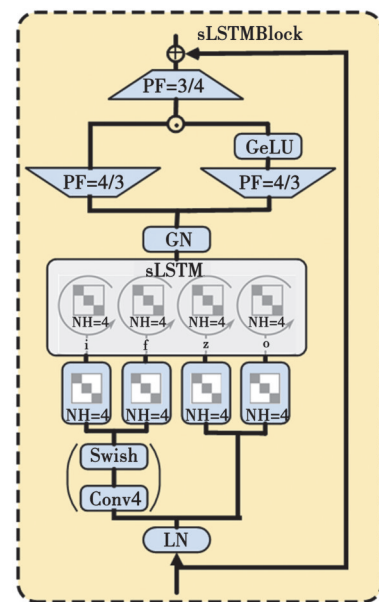 sLSTMBlock
PF=3/4
GeLU
PF=4/3 PF=4/3
GN
sLSTM
NH=4 NH=4 NH=4 NH=4
i f z o
NH=4 NH=4 NH=4 NH=4
Swish
Conv4
LN